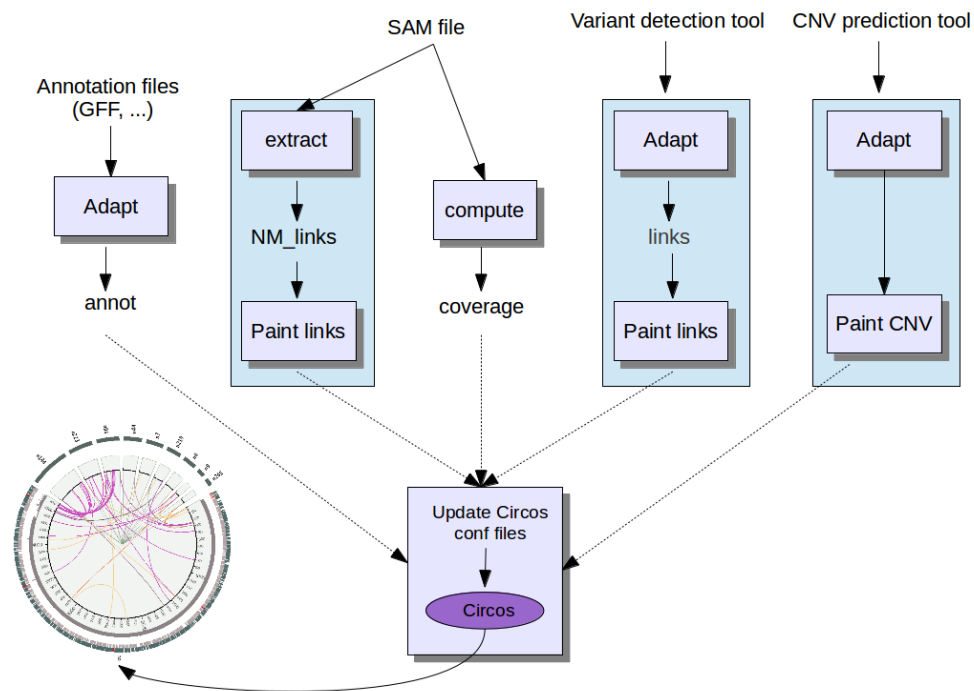 SAM file
Variant detection tool
CNV prediction tool
Annotation files
(GFF, ...)
extract
Adapt
Adapt
Adapt
compute
NM_links
links
annot
coverage
Paint links
Paint links
Paint CNV
Update Circos
conf files
Circos